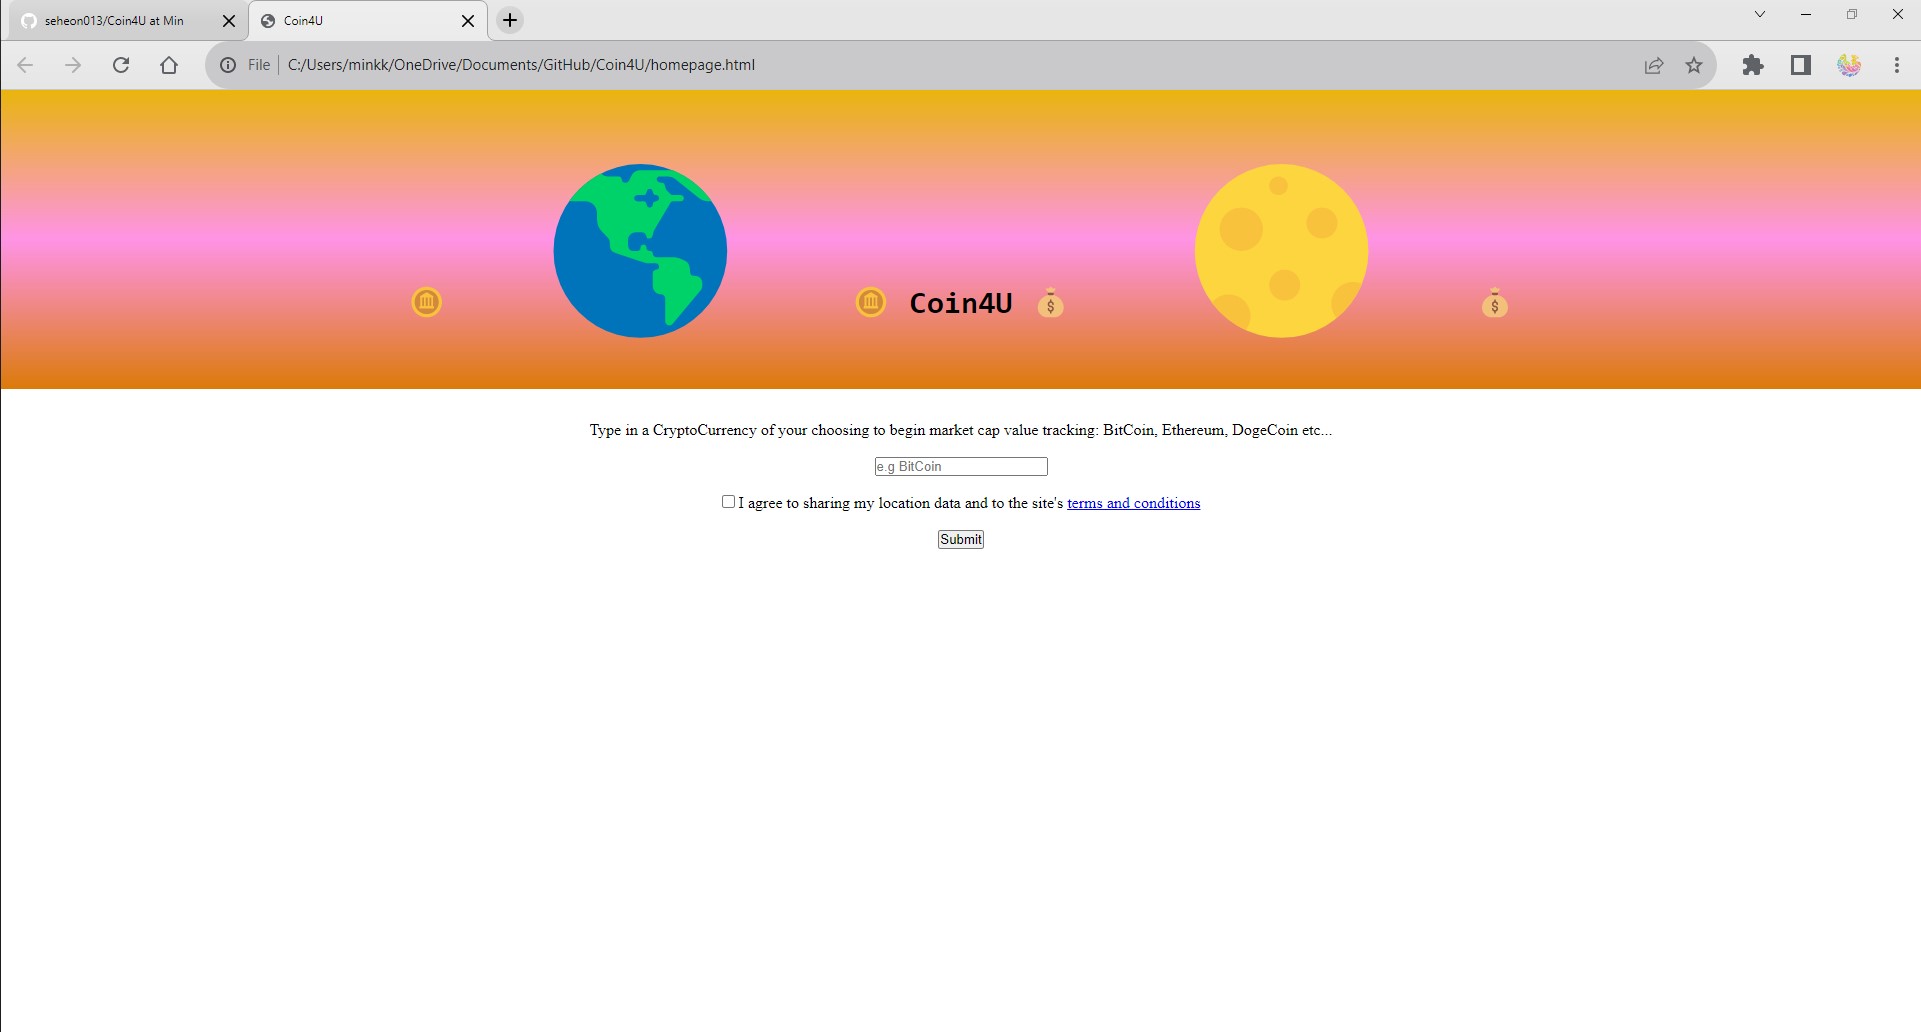 seheon013/Coin4U at Min
Coin4U
File
C:/Users/minkk/OneDrive/Documents/GitHub/Coin4U/homepage.html
Coin4U
Type in a CryptoCurrency of your choosing to begin market cap value tracking: BitCoin, Ethereum, DogeCoin etc...
e.g BitCoin
I agree to sharing my location data and to the site's terms and conditions
Submit